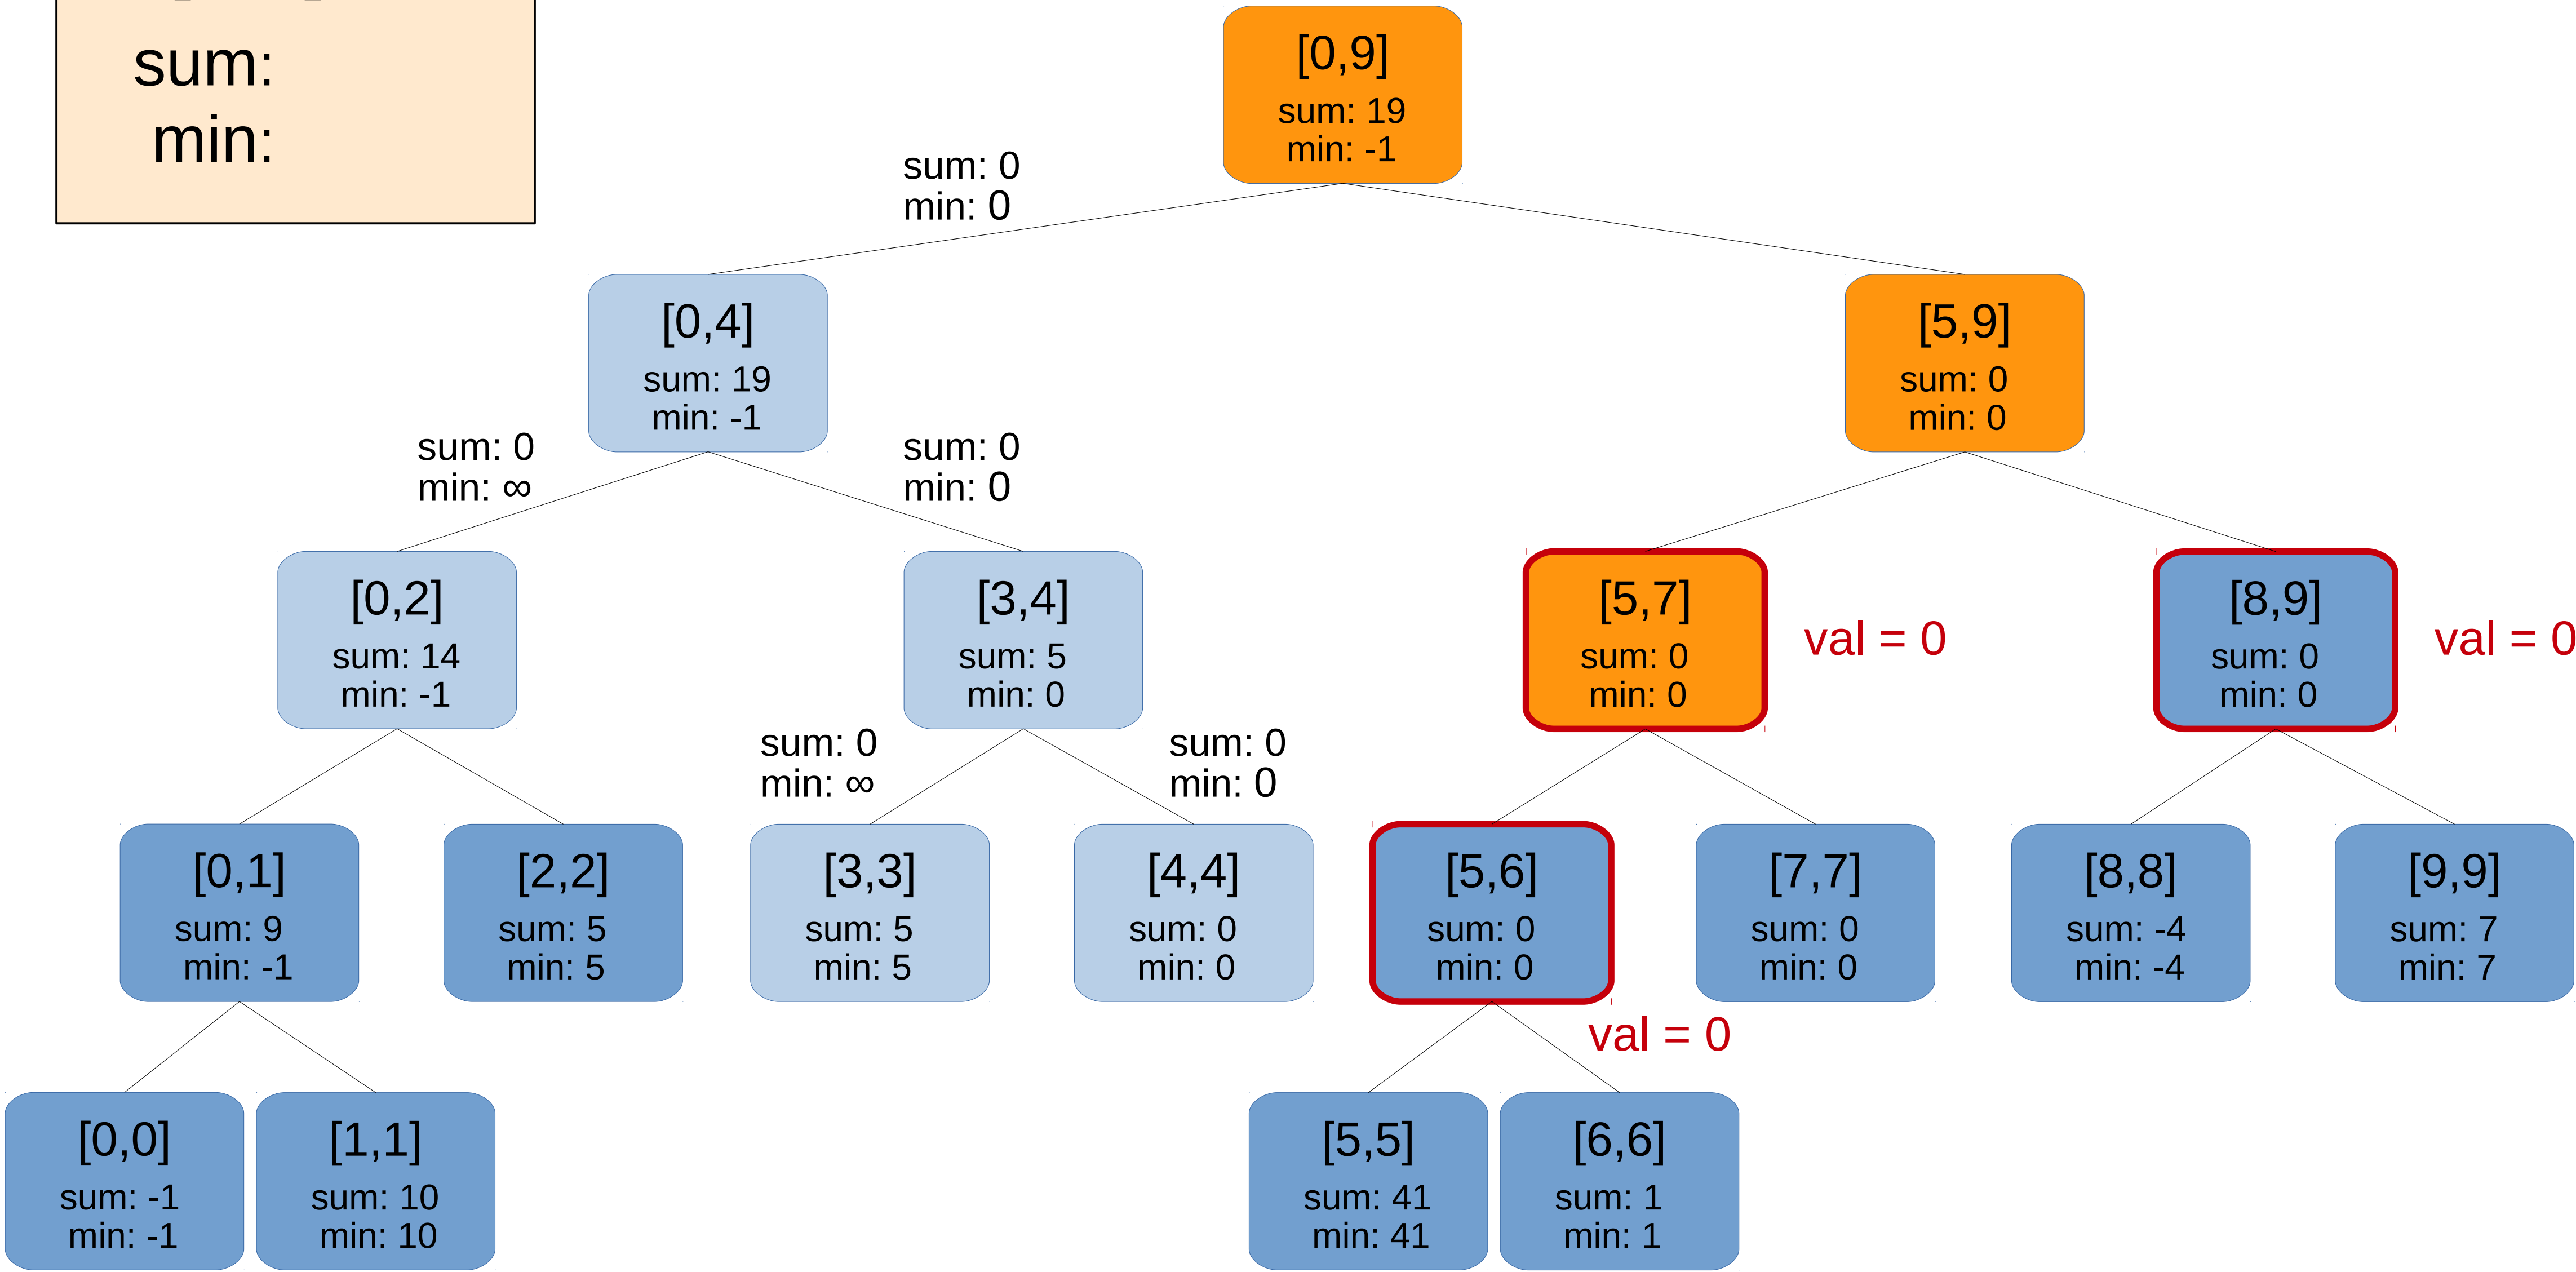 sum:
min:
[0,9]
sum: 19
min: -1
sum: 0
min: 0
[0,4]
sum: 19
min: -1
[5,9]
sum: 0
min: 0
sum: 0
min: ∞
sum: 0
min: 0
[0,2]
sum: 14
min: -1
[3,4]
sum: 5
min: 0
[5,7]
sum: 0
min: 0
val = 0
[8,9]
sum: 0
min: 0
val = 0
sum: 0
min: ∞
sum: 0
min: 0
[0,1]
sum: 9
min: -1
[2,2]
sum: 5
min: 5
[3,3]
sum: 5
min: 5
[4,4]
sum: 0
min: 0
[5,6]
sum: 0
min: 0
[7,7]
sum: 0
min: 0
[8,8]
sum: -4
min: -4
[9,9]
sum: 7
min: 7
val = 0
[0,0]
sum: -1
min: -1
[1,1]
sum: 10
min: 10
[5,5]
sum: 41
min: 41
[6,6]
sum: 1
min: 1